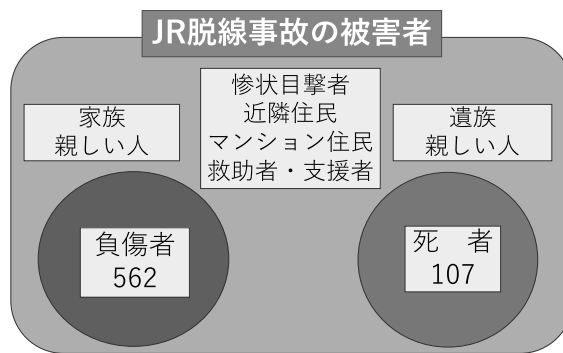 JR脱線事故の被害者
惨状目撃者
近隣住民
マンション住民
救助者・支援者
家族
親しい人
遺族
親しい人
負傷者
562
死　者
107